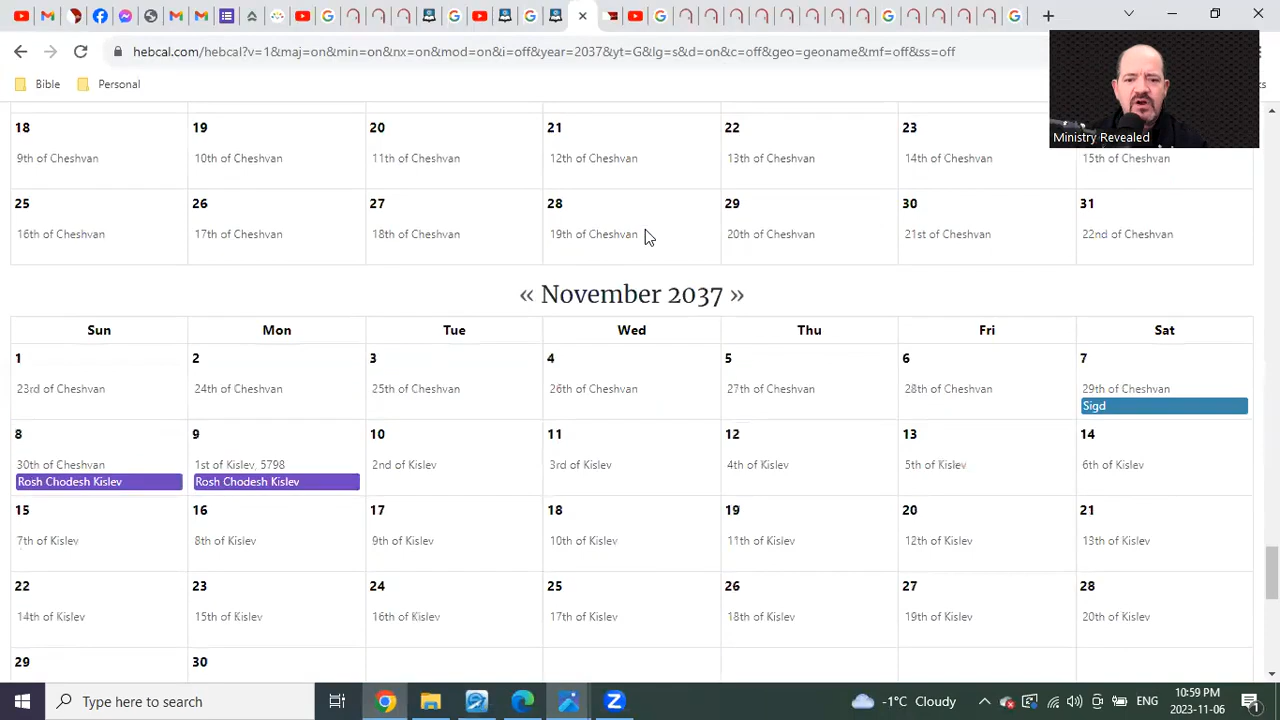 hebcal.com/hebcal?v=1&maj=on&min=on&nx=on&mod=on&i=off&year=2037&yt=G&lg=s&d=on&c=off&geo=geoname&mf=off&ss=off
Bible Personal
Ministry Revealed
18 19 20 21 22 23
9th of Cheshvan 10th of Cheshvan 11th of Cheshvan 12th of Cheshvan 13th of Cheshvan 14th of Cheshvan 15th of Cheshvan
25 26 27 28 29 30 31
16th of Cheshvan 17th of Cheshvan 18th of Cheshvan 19th of Cheshvan 20th of Cheshvan 21st of Cheshvan 22nd of Cheshvan
« November 2037 »
Sun Mon Tue Wed Thu Fri Sat
1 2 3 4 5 6 7
23rd of Cheshvan 24th of Cheshvan 25th of Cheshvan 26th of Cheshvan 27th of Cheshvan 28th of Cheshvan 29th of Cheshvan
Sigd
8 9 10 11 12 13 14
30th of Cheshvan 1st of Kislev, 5798 2nd of Kislev 3rd of Kislev 4th of Kislev 5th of Kislev 6th of Kislev
Rosh Chodesh Kislev Rosh Chodesh Kislev
15 16 17 18 19 20 21
7th of Kislev 8th of Kislev 9th of Kislev 10th of Kislev 11th of Kislev 12th of Kislev 13th of Kislev
22 23 24 25 26 27 28
14th of Kislev 15th of Kislev 16th of Kislev 17th of Kislev 18th of Kislev 19th of Kislev 20th of Kislev
29 30
Type here to search -1°C Cloudy ENG 10:59 PM
2023-11-06